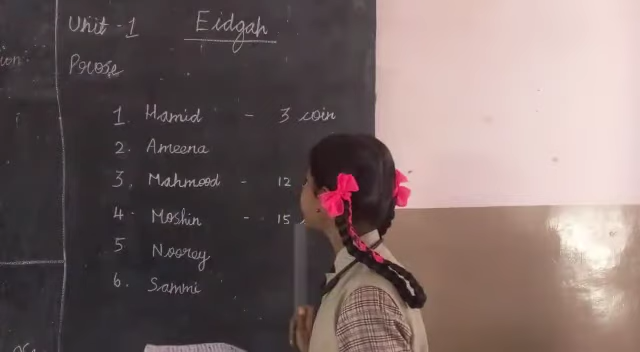 Unit - 1 Eidgah
Prose
1. Hamid - 3 coin
2. Ameena
3. Mahmood - 12
4. Moshin - 15
5 Noorey
6. Sammi